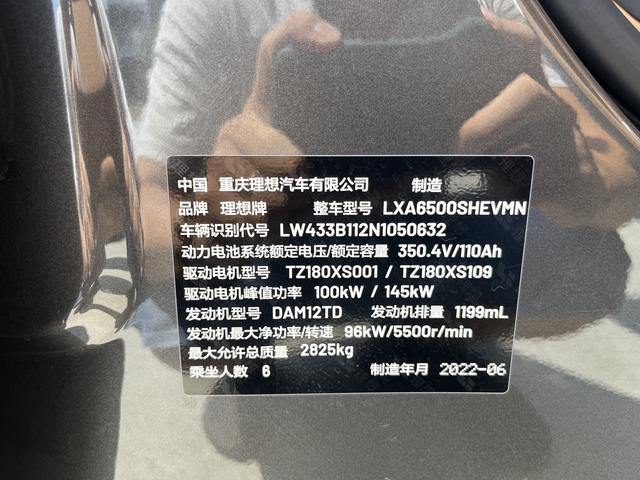 中国 重庆理想汽车有限公司 制造
品牌 理想牌 整车型号 LXA6500SHEVMN
车辆识别代号 LW433B112N1050632
动力电池系统额定电压/额定容量 350.4V/110Ah
驱动电机型号 TZ180XS001 / TZ180XS109
驱动电机峰值功率 100kW / 145kW
发动机型号 DAM12TD 发动机排量 1199mL
发动机最大净功率/转速 96kW/5500r/min
最大允许总质量 2825kg
乘坐人数 6 制造年月 2022-06